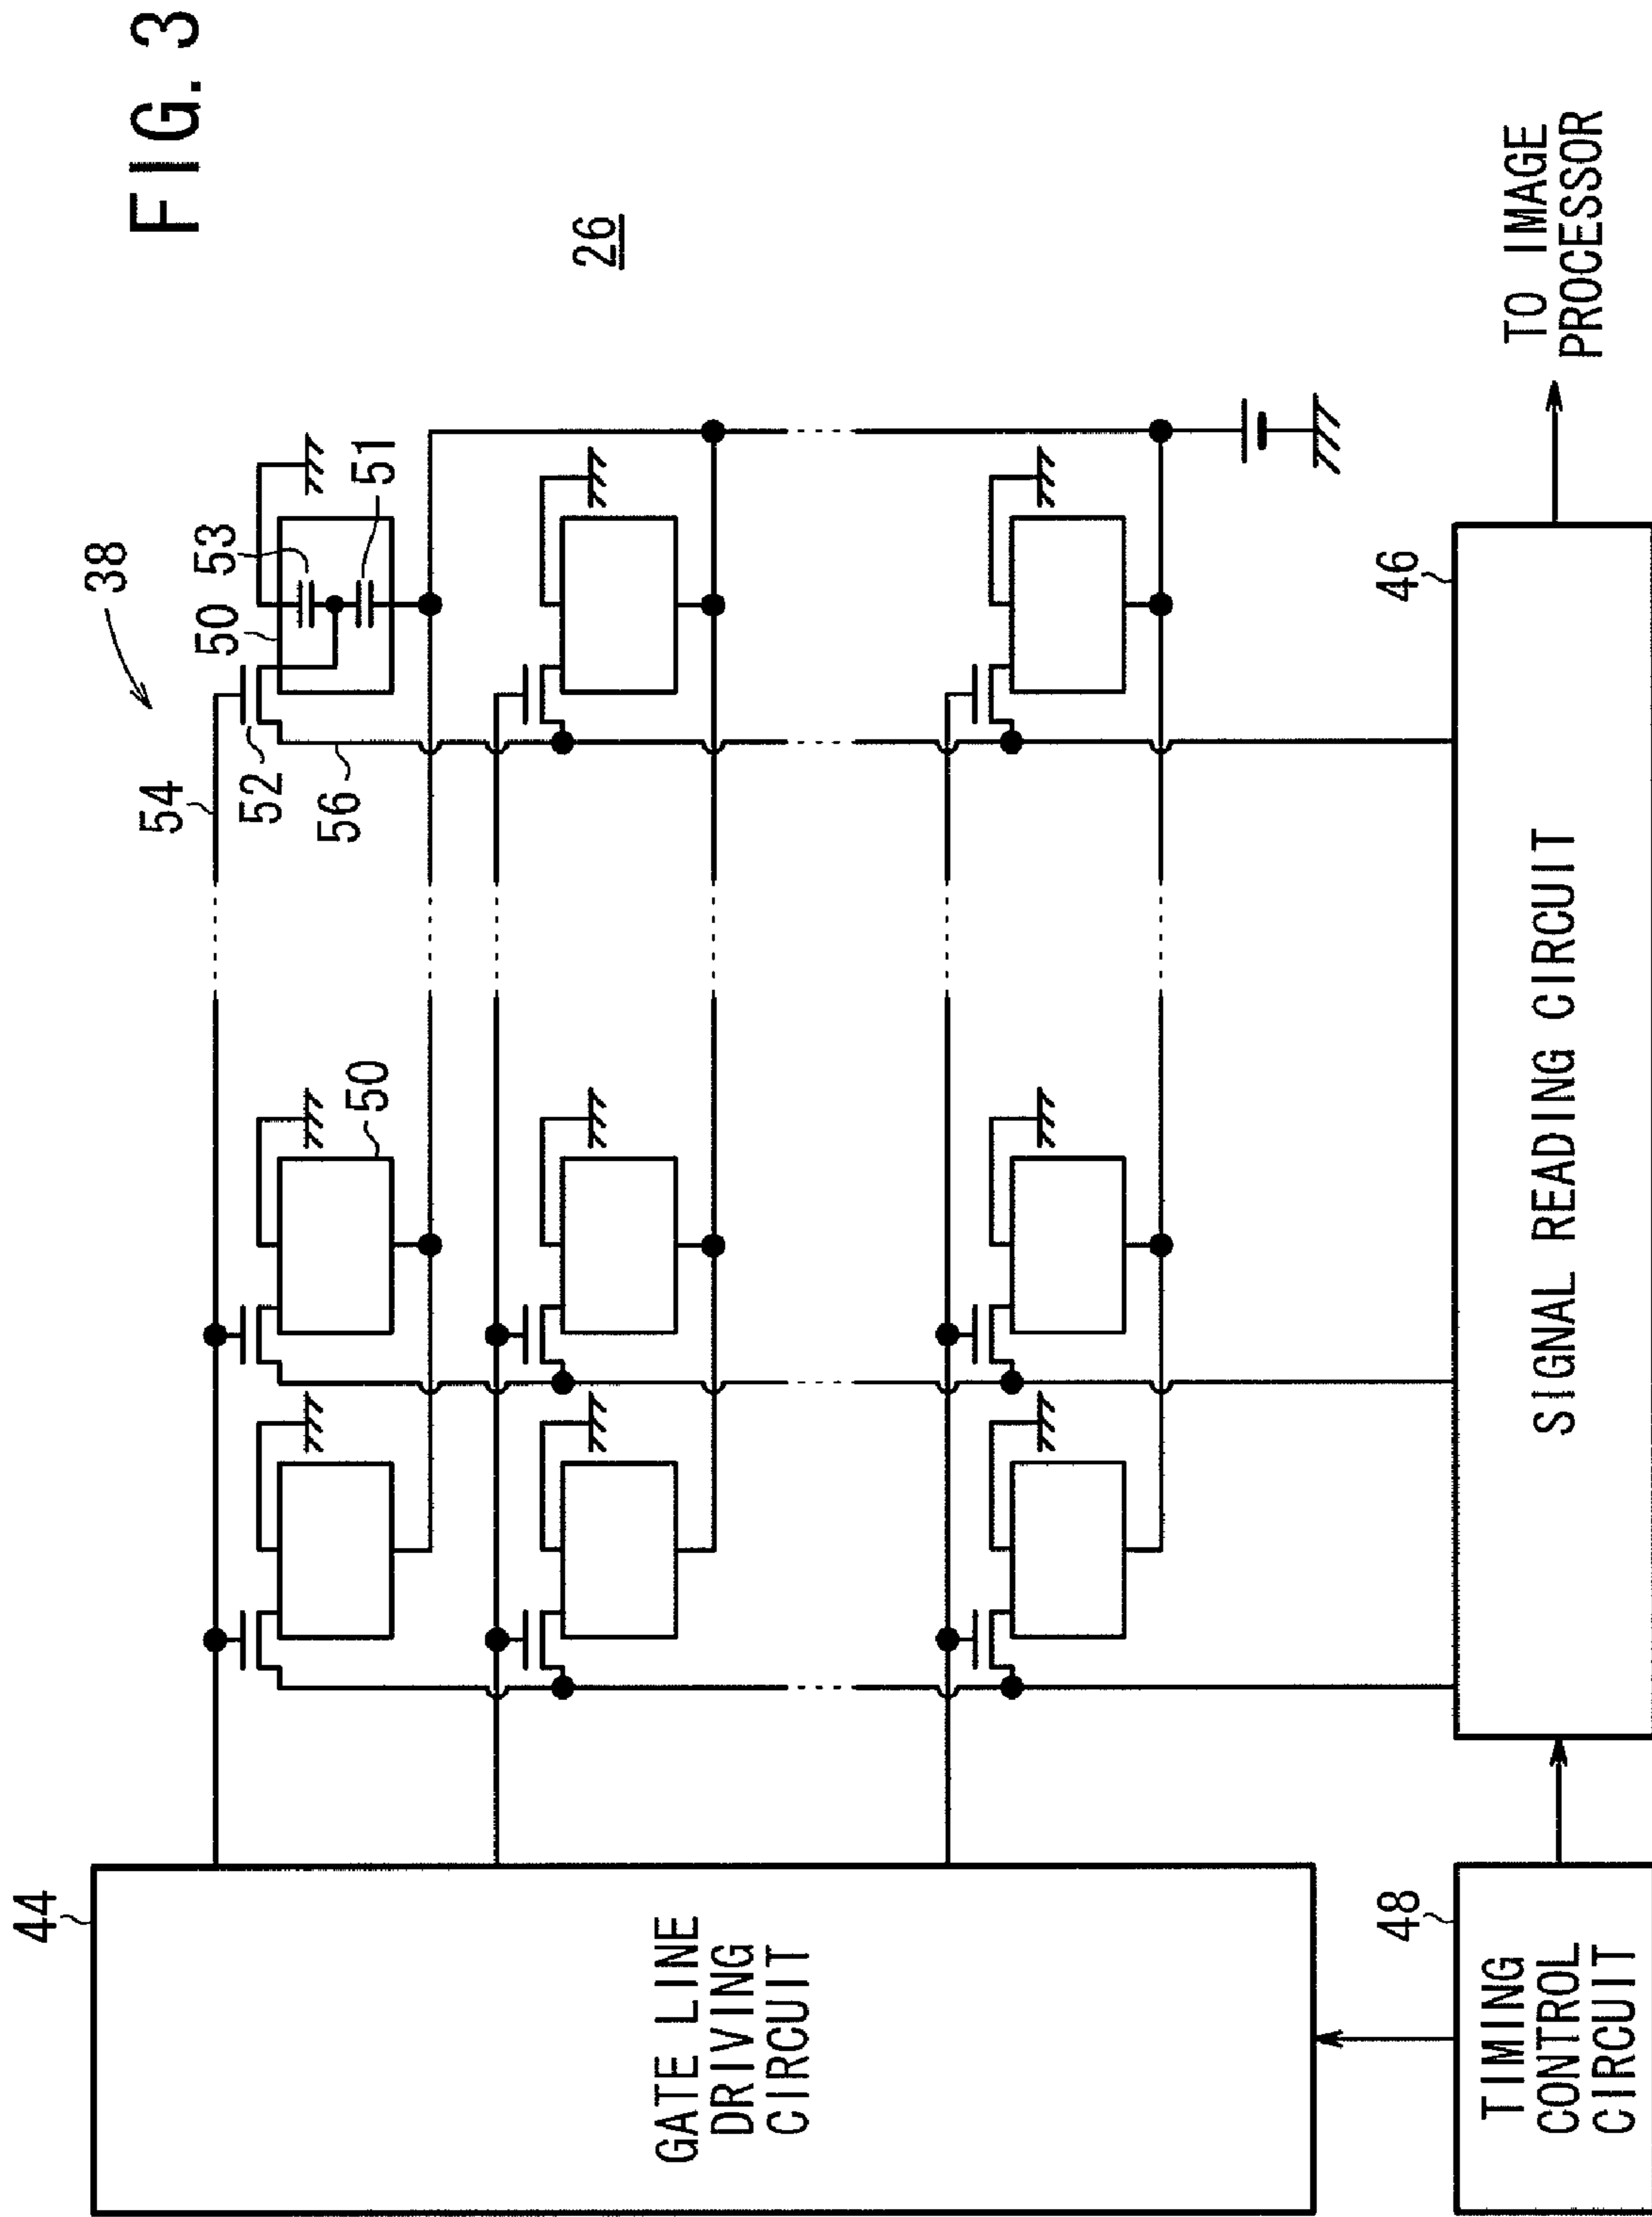 FIG. 3
26
38
54
52
56
50
53
51
50
44
GATE LINE
DRIVING
CIRCUIT
48
TIMING
CONTROL
CIRCUIT
46
SIGNAL READING CIRCUIT
TO IMAGE
PROCESSOR